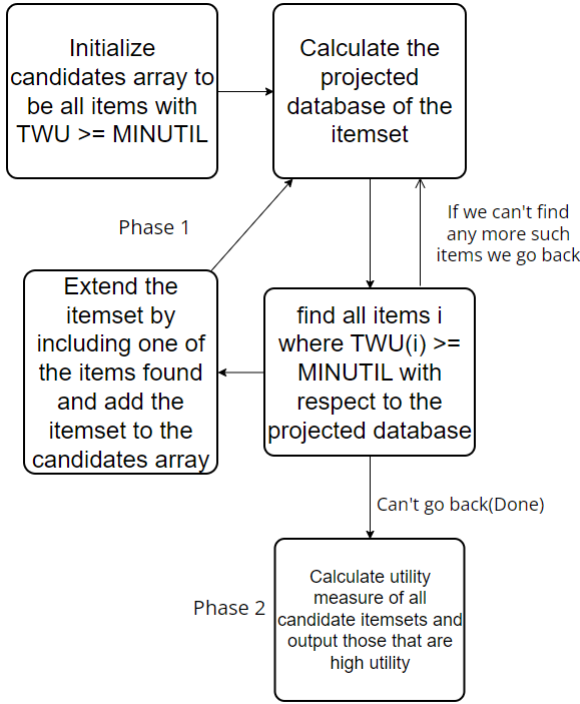 Initialize
candidates array to
be all items with
TWU >= MINUTIL
Calculate the
projected
database of the
itemset
Phase 1
If we can't find
any more such
items we go back
Extend the
itemset by
including one of
the items found
and add the
itemset to the
candidates array
find all items i
where TWU(i) >=
MINUTIL with
respect to the
projected database
Can't go back(Done)
Phase 2
Calculate utility
measure of all
candidate itemsets and
output those that are
high utility